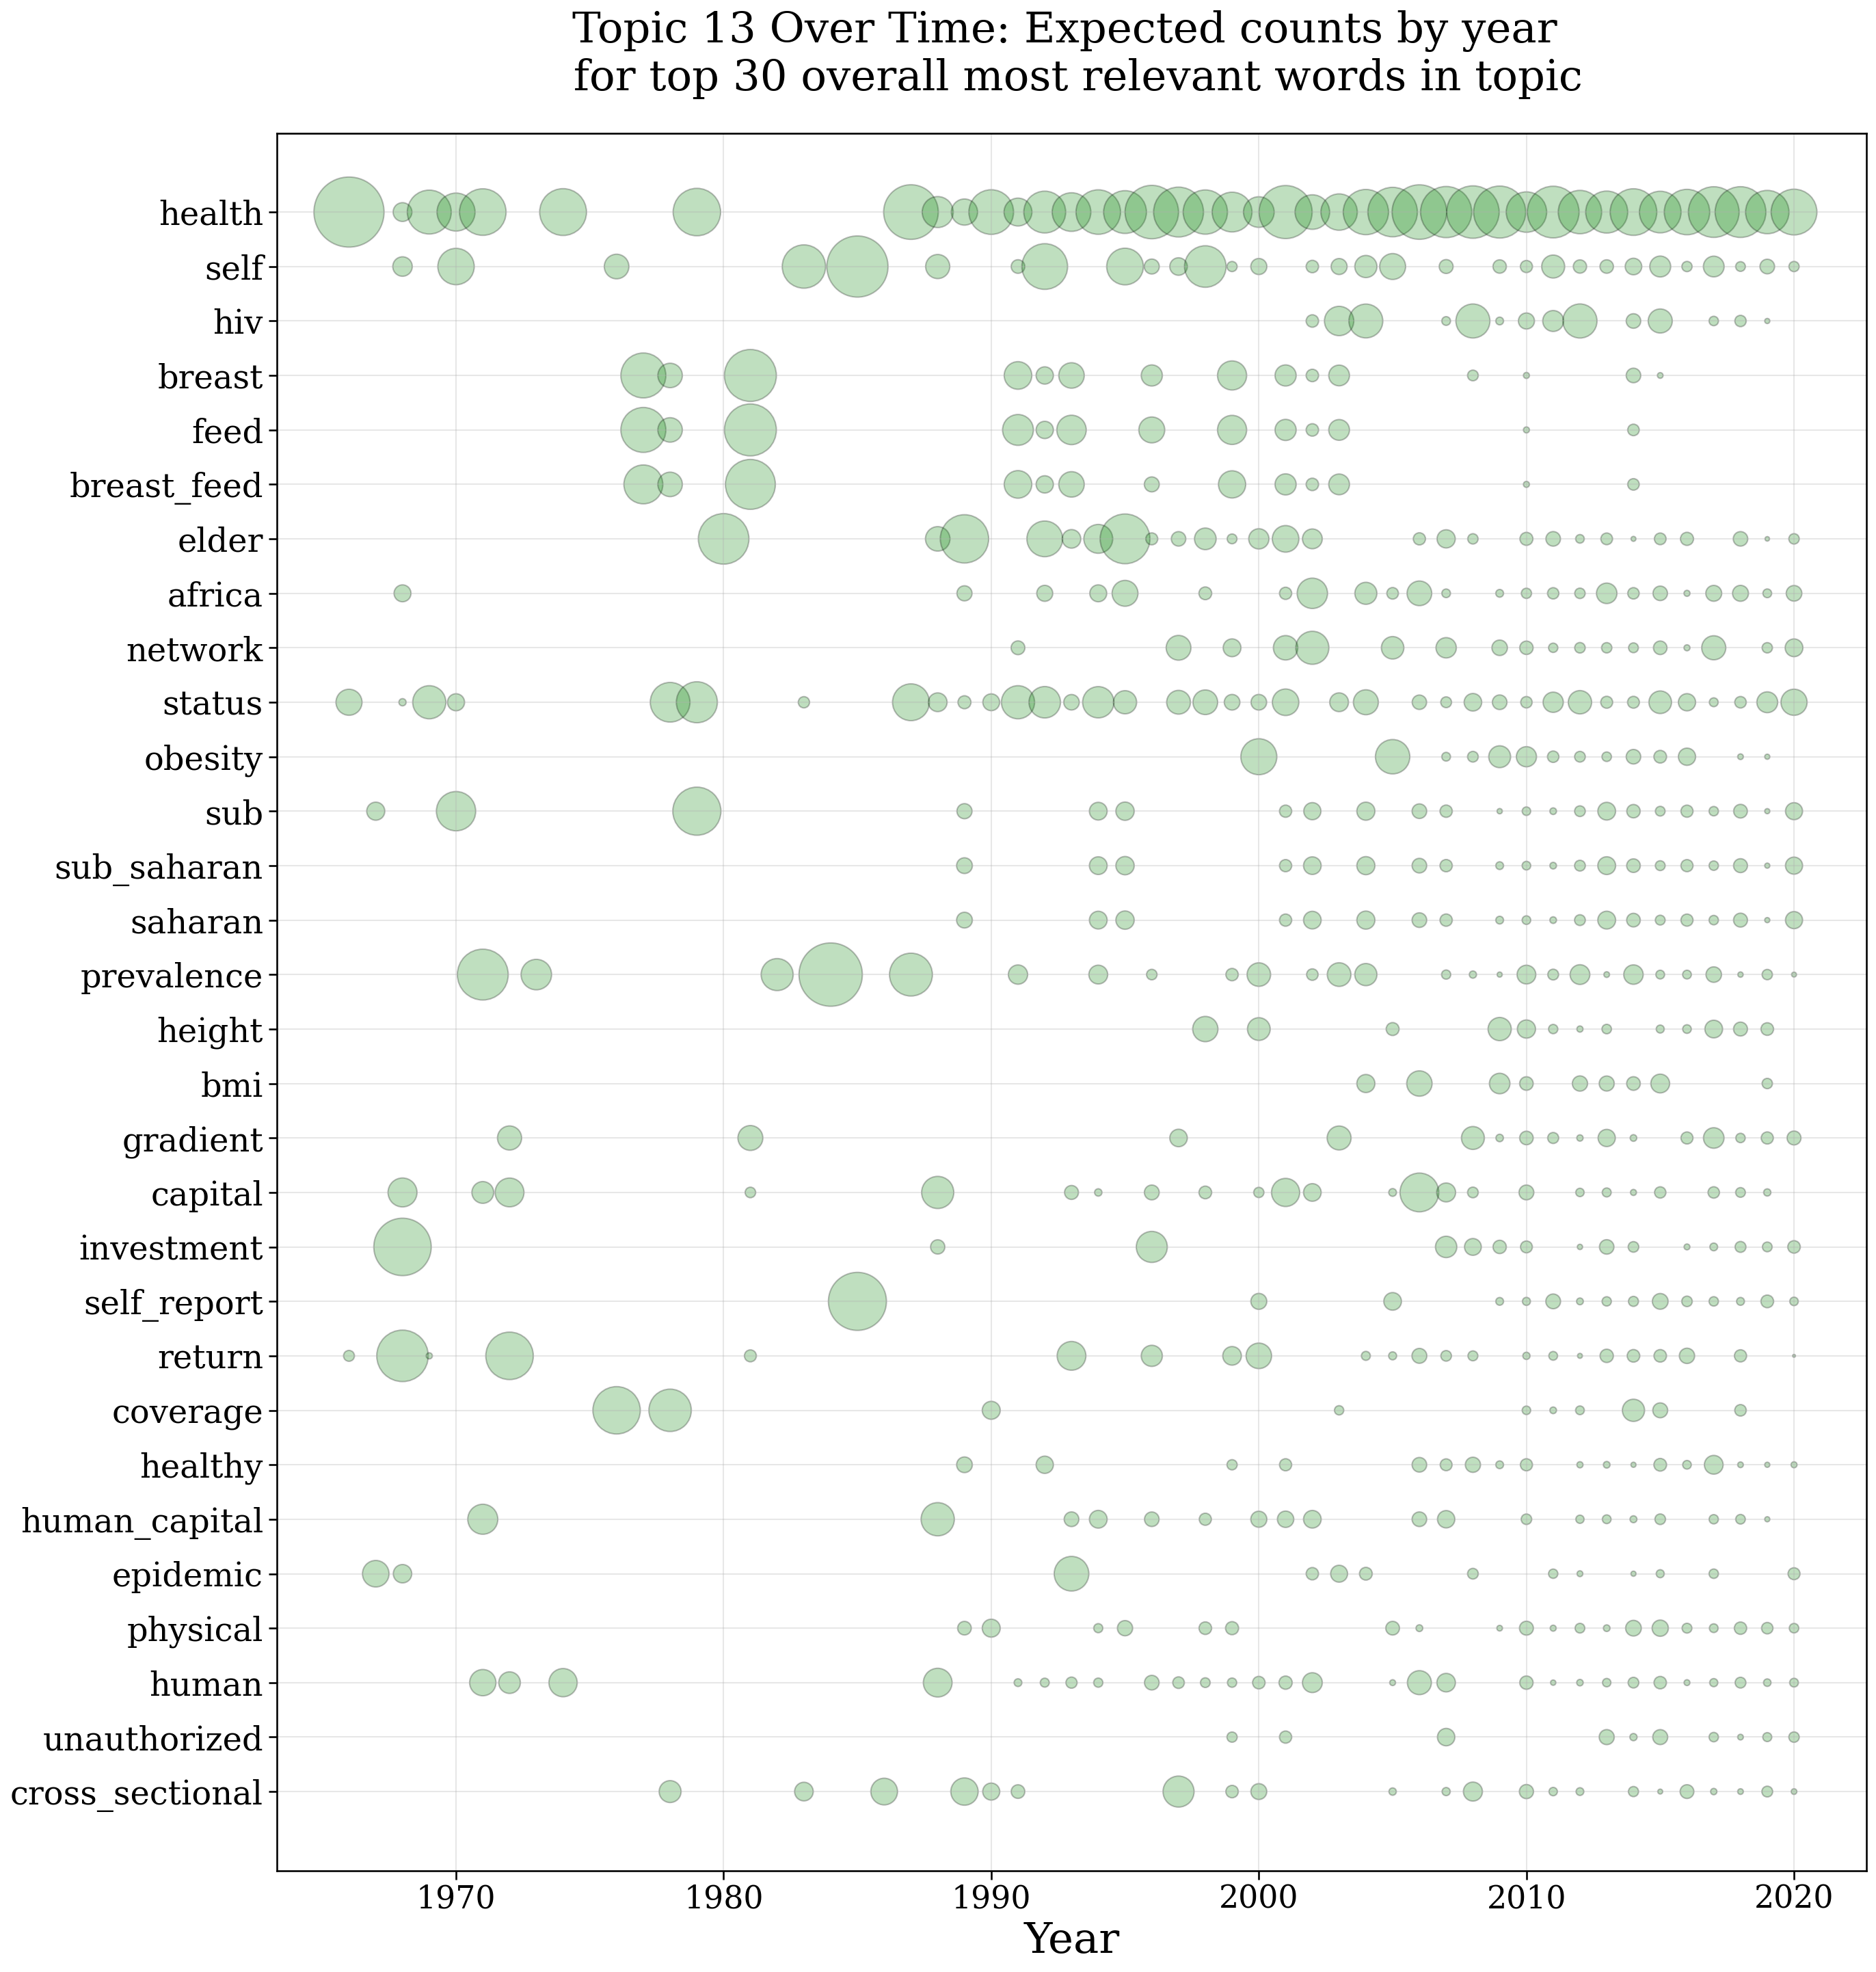 Topic 13 Over Time: Expected counts by year
for top 30 overall most relevant words in topic
health
self
hiv
breast
feed
breast_feed
elder
africa
network
status
obesity
sub
sub_saharan
saharan
prevalence
height
bmi
gradient
capital
investment
self_report
return
coverage
healthy
human_capital
epidemic
physical
human
unauthorized
cross_sectional
1970 1980 1990 2000 2010 2020
Year